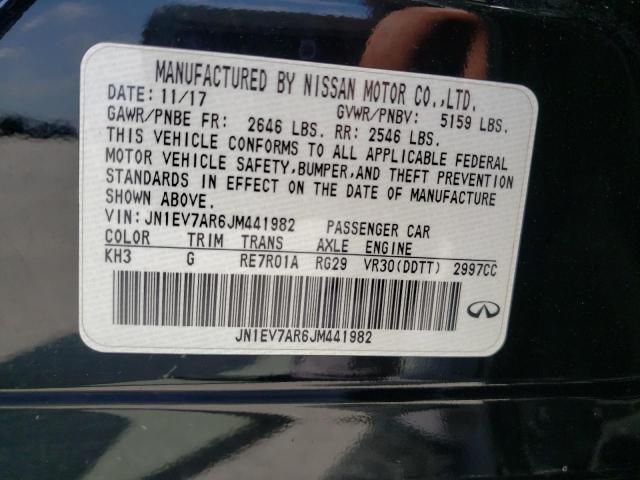 MANUFACTURED BY NISSAN MOTOR CO.,LTD.
DATE: 11/17 GVWR/PNBV: 5159 LBS.
GAWR/PNBE FR: 2646 LBS. RR: 2546 LBS.
THIS VEHICLE CONFORMS TO ALL APPLICABLE FEDERAL
MOTOR VEHICLE SAFETY,BUMPER,AND THEFT PREVENTION
STANDARDS IN EFFECT ON THE DATE OF MANUFACTURE
SHOWN ABOVE.
VIN:JN1EV7AR6JM441982 PASSENGER CAR
COLOR TRIM TRANS AXLE ENGINE
KH3 G RE7R01A RG29 VR30(DDTT) 2997CC
JN1EV7AR6JM441982